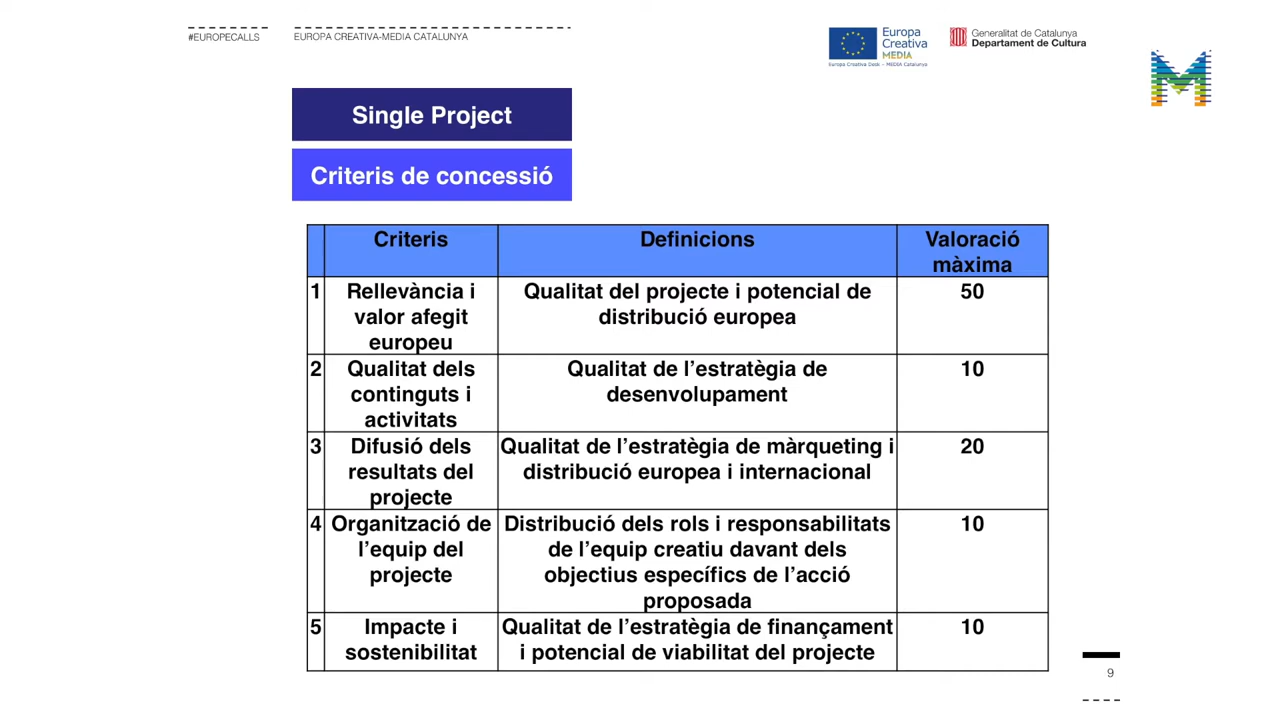 #EUROPECALLS
EUROPA CREATIVA-MEDIA CATALUNYA
Europa
Creativa
MEDIA
Europa Creativa Desk – MEDIA Catalunya
Generalitat de Catalunya
Departament de Cultura
M
Single Project
Criteris de concessió
Criteris
Definicions
Valoració
màxima
1
Rellevància i
valor afegit
europeu
Qualitat del projecte i potencial de
distribució europea
50
2
Qualitat dels
continguts i
activitats
Qualitat de l’estratègia de
desenvolupament
10
3
Difusió dels
resultats del
projecte
Qualitat de l’estratègia de màrqueting i
distribució europea i internacional
20
4
Organització de
l’equip del
projecte
Distribució dels rols i responsabilitats
de l’equip creatiu davant dels
objectius específics de l’acció
proposada
10
5
Impacte i
sostenibilitat
Qualitat de l’estratègia de finançament
i potencial de viabilitat del projecte
10
9